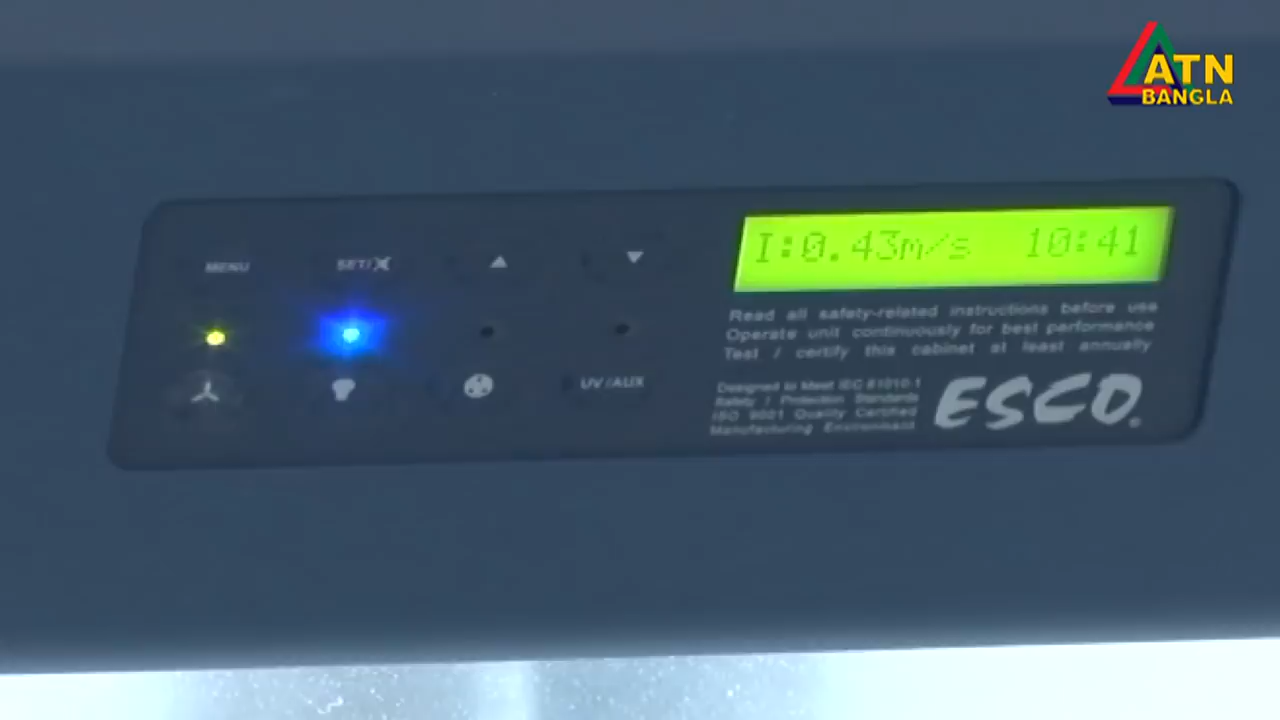 ATN
BANGLA
MENU
SET/X
I:0.43m/s 10:41
Read all safety-related instructions before use
Operate unit continuously for best performance
Test / certify this cabinet at least annually
UV/AUX
Designed to Meet IEC 61010-1
Safety / Protection Standards
ISO 9001 Quality Certified
Manufacturing Environment
ESCO